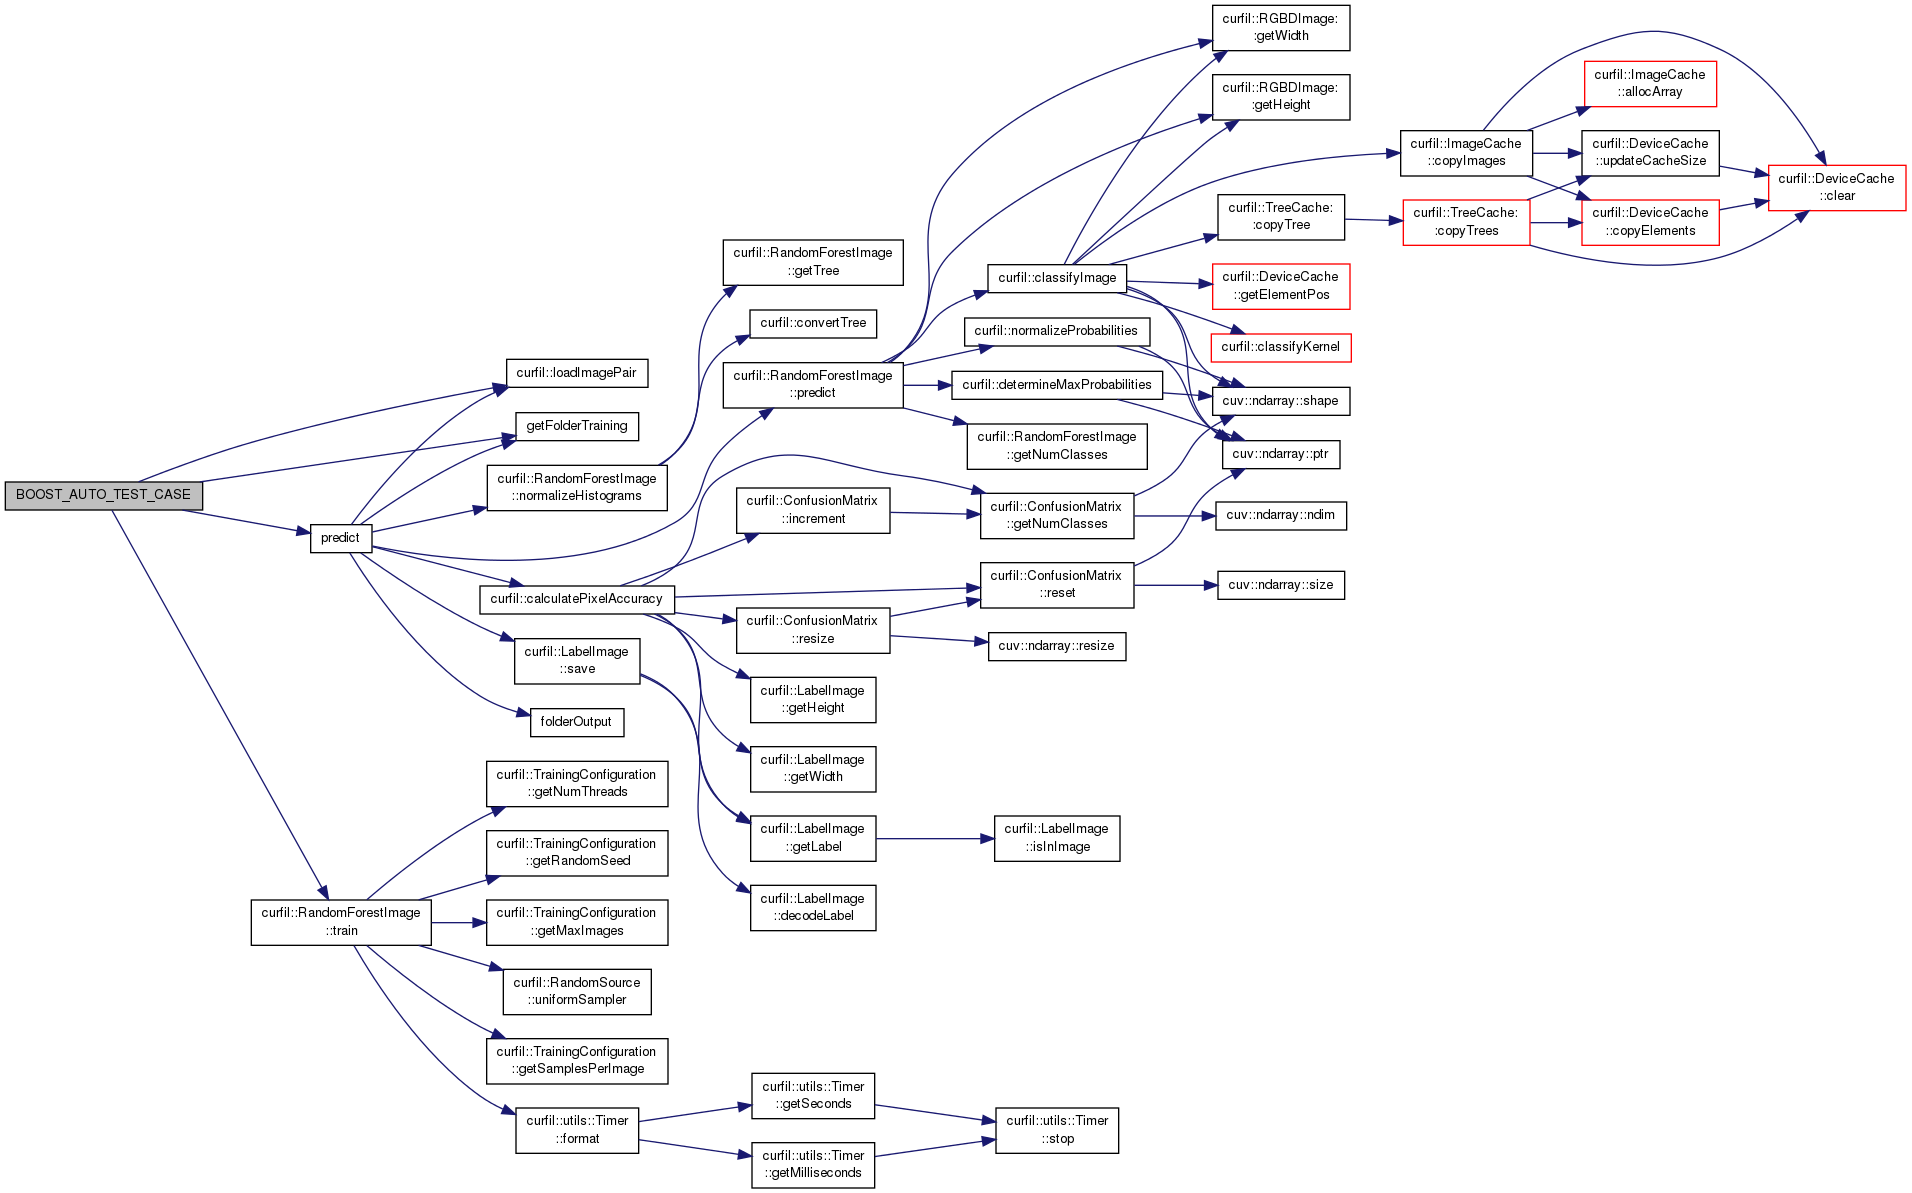 BOOST_AUTO_TEST_CASE
curfil::loadImagePair
getFolderTraining
predict
curfil::RandomForestImage
::normalizeHistograms
curfil::RandomForestImage
::getTree
curfil::convertTree
curfil::RandomForestImage
::predict
curfil::calculatePixelAccuracy
curfil::LabelImage
::save
folderOutput
curfil::RandomForestImage
::train
curfil::TrainingConfiguration
::getNumThreads
curfil::TrainingConfiguration
::getRandomSeed
curfil::TrainingConfiguration
::getMaxImages
curfil::RandomSource
::uniformSampler
curfil::TrainingConfiguration
::getSamplesPerImage
curfil::utils::Timer
::format
curfil::ConfusionMatrix
::increment
curfil::ConfusionMatrix
::resize
curfil::LabelImage
::getHeight
curfil::LabelImage
::getWidth
curfil::LabelImage
::getLabel
curfil::LabelImage
::decodeLabel
curfil::utils::Timer
::getSeconds
curfil::utils::Timer
::getMilliseconds
curfil::classifyImage
curfil::normalizeProbabilities
curfil::determineMaxProbabilities
curfil::RandomForestImage
::getNumClasses
curfil::ConfusionMatrix
::getNumClasses
curfil::ConfusionMatrix
::reset
cuv::ndarray::resize
curfil::LabelImage
::isInImage
curfil::utils::Timer
::stop
curfil::RGBDImage:
:getWidth
curfil::RGBDImage:
:getHeight
curfil::TreeCache:
:copyTree
curfil::DeviceCache
::getElementPos
curfil::classifyKernel
cuv::ndarray::shape
cuv::ndarray::ptr
cuv::ndarray::ndim
cuv::ndarray::size
curfil::ImageCache
::copyImages
curfil::TreeCache:
:copyTrees
curfil::ImageCache
::allocArray
curfil::DeviceCache
::updateCacheSize
curfil::DeviceCache
::copyElements
curfil::DeviceCache
::clear